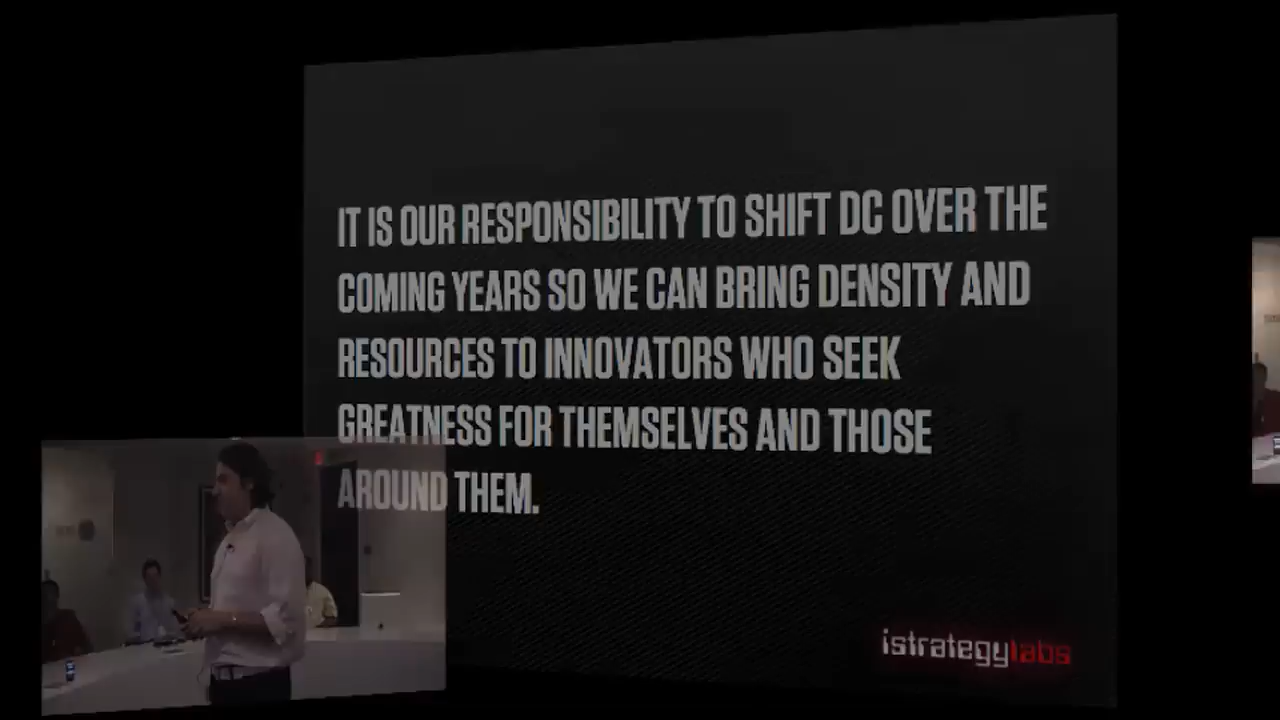 IT IS OUR RESPONSIBILITY TO SHIFT DC OVER THE
COMING YEARS SO WE CAN BRING DENSITY AND
RESOURCES TO INNOVATORS WHO SEEK
GREATNESS FOR THEMSELVES AND THOSE
AROUND THEM.
istrategylabs